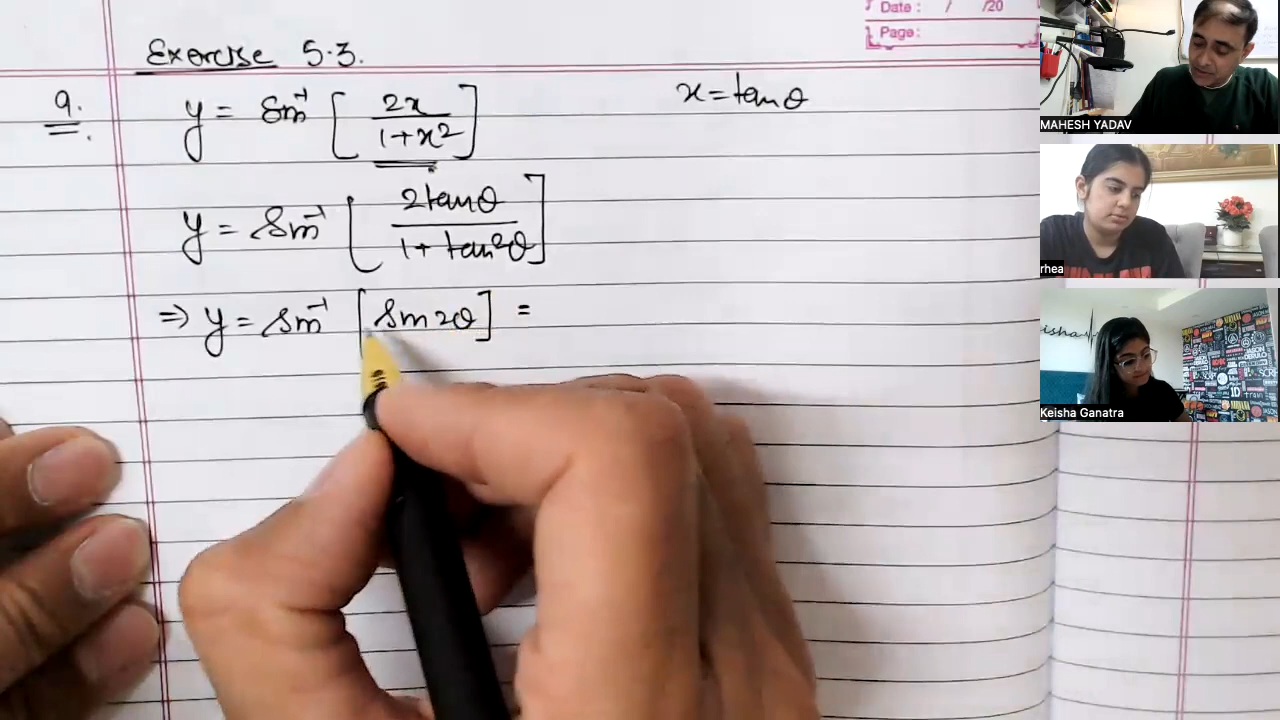 Date : / /20
Page:
Exercise 5.3.
9. y = Sin⁻¹ [ 2x / 1+x² ] x = tanθ
y = Sin⁻¹ [ 2tanθ / 1+ tan²θ ]
⇒ y = Sin⁻¹ [ Sin2θ ] =
MAHESH YADAV
rhea
Keisha Ganatra